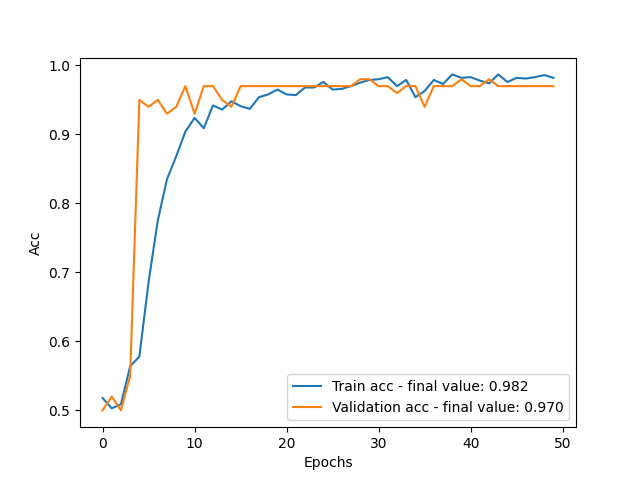 1.0
0.9
0.8
0.7
0.6
0.5
Acc
0 10 20 30 40 50
Epochs
Train acc - final value: 0.982
Validation acc - final value: 0.970